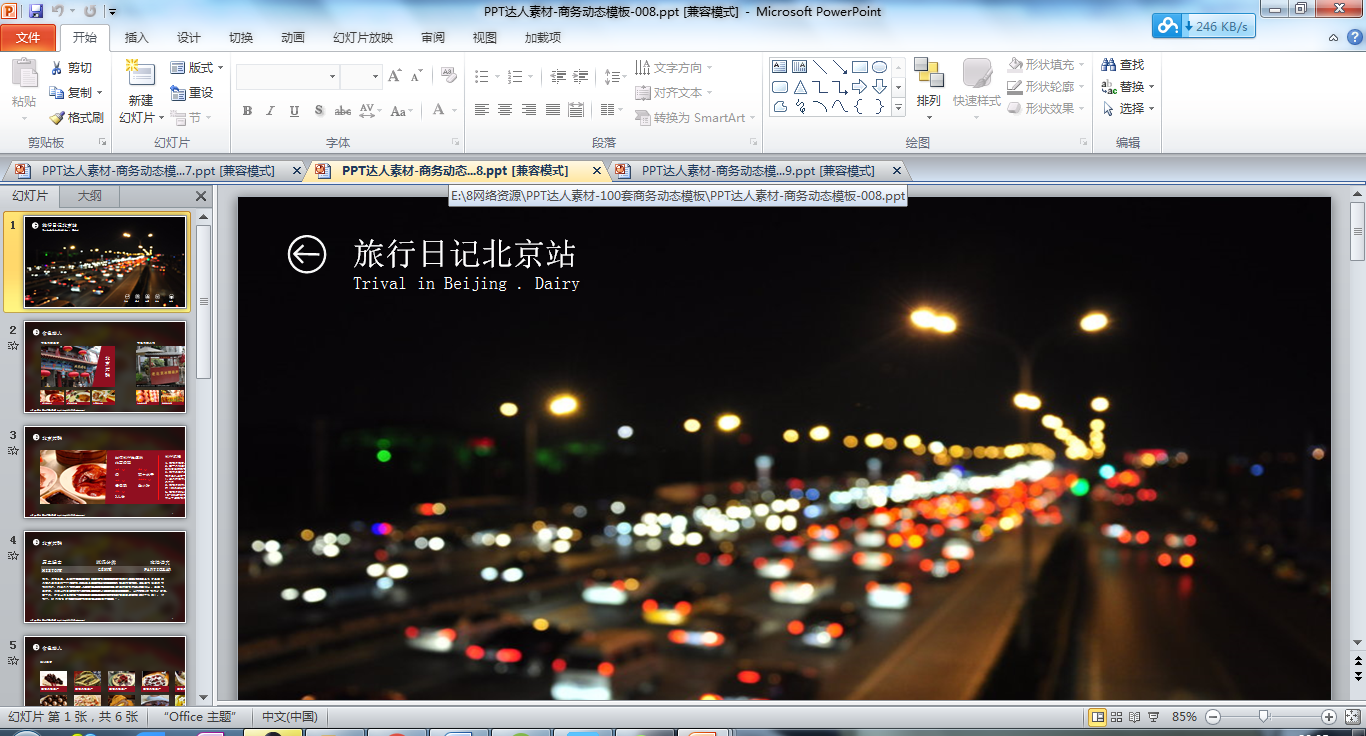 PPT达人素材-商务动态模板-008.ppt [兼容模式] - Microsoft PowerPoint
246 KB/s
文件 开始 插入 设计 切换 动画 幻灯片放映 审阅 视图 加载项
粘贴 剪切 复制 格式刷
新建 幻灯片 版式 重设 节
B I U S abc AV Aa A
文字方向 对齐文本 转换为 SmartArt
排列 快速样式 形状填充 形状轮廓 形状效果
查找 替换 选择
剪贴板 幻灯片 字体 段落 绘图 编辑
PPT达人素材-商务动态模...7.ppt [兼容模式]
PPT达人素材-商务动态...8.ppt [兼容模式]
PPT达人素材-商务动态模...9.ppt [兼容模式]
幻灯片 大纲
E:\8网络资源\PPT达人素材-100套商务动态模板\PPT达人素材-商务动态模板-008.ppt
1
旅行日记北京站
2
3
4
5
旅行日记北京站
Trival in Beijing . Dairy
幻灯片 第 1 张，共 6 张 "Office 主题" 中文(中国) 85%